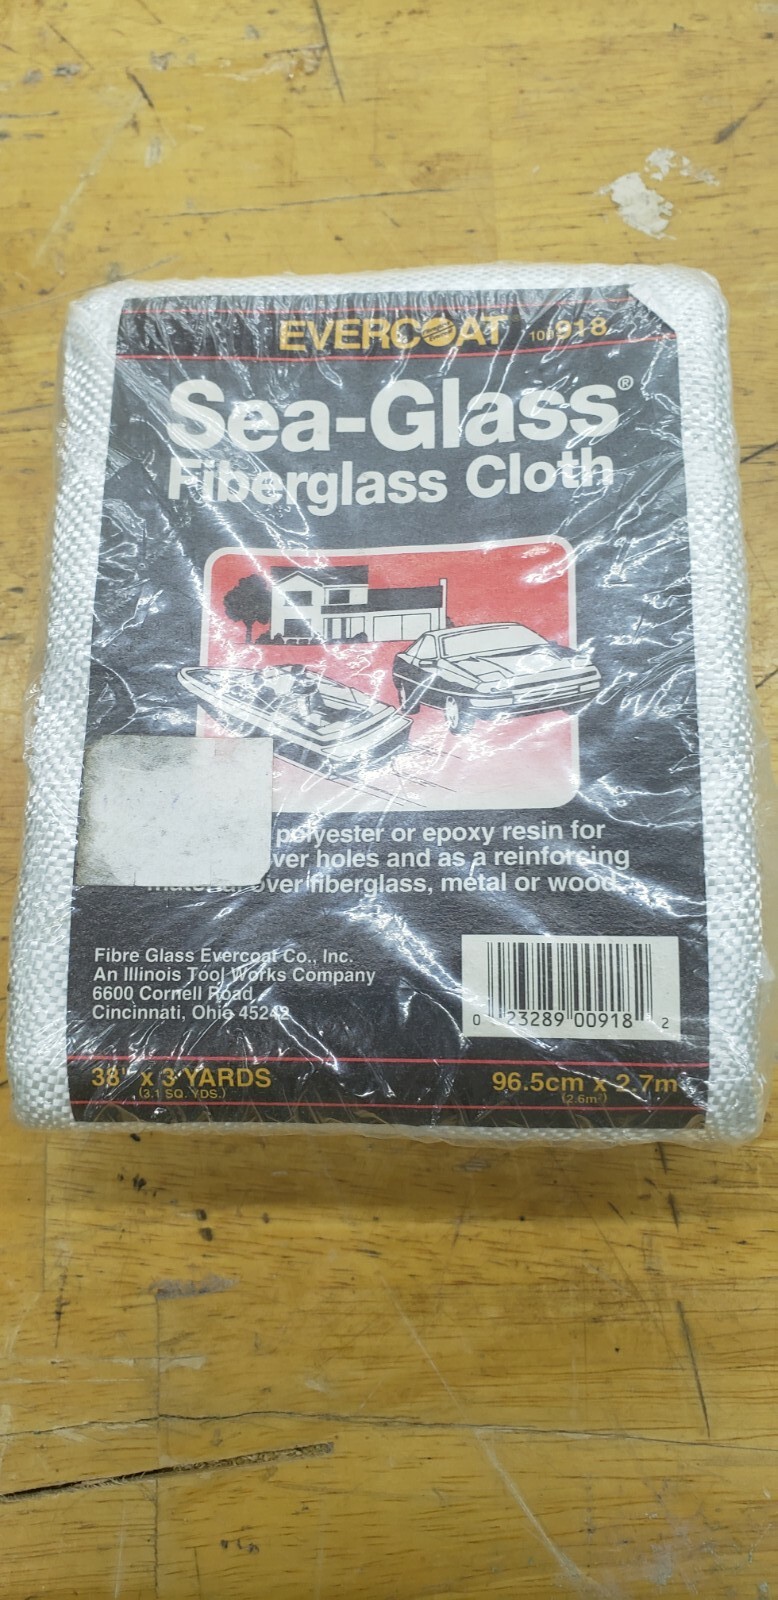 EVERCOAT 100918
Sea-Glass®
Fiberglass Cloth
polyester or epoxy resin for
over holes and as a reinforcing
material over fiberglass, metal or wood.
Fibre Glass Evercoat Co., Inc.
An Illinois Tool Works Company
6600 Cornell Road
Cincinnati, Ohio 45242
0 23289 00918 2
38" x 3 YARDS
(3.1 SQ. YDS.)
96.5cm x 2.7m
(2.6m²)